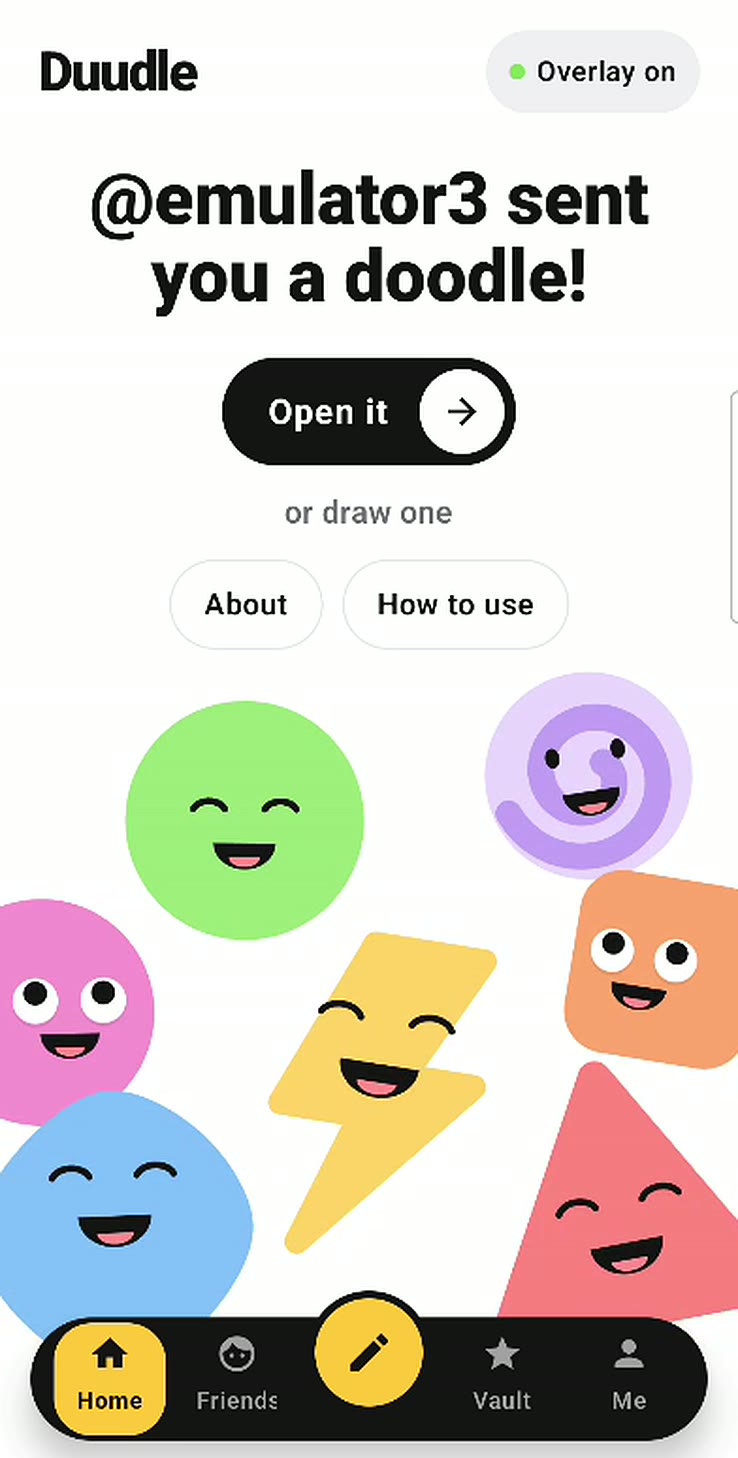 Duudle
Overlay on
@emulator3 sent
you a doodle!
Open it
or draw one
About
How to use
Home
Friends
Vault
Me